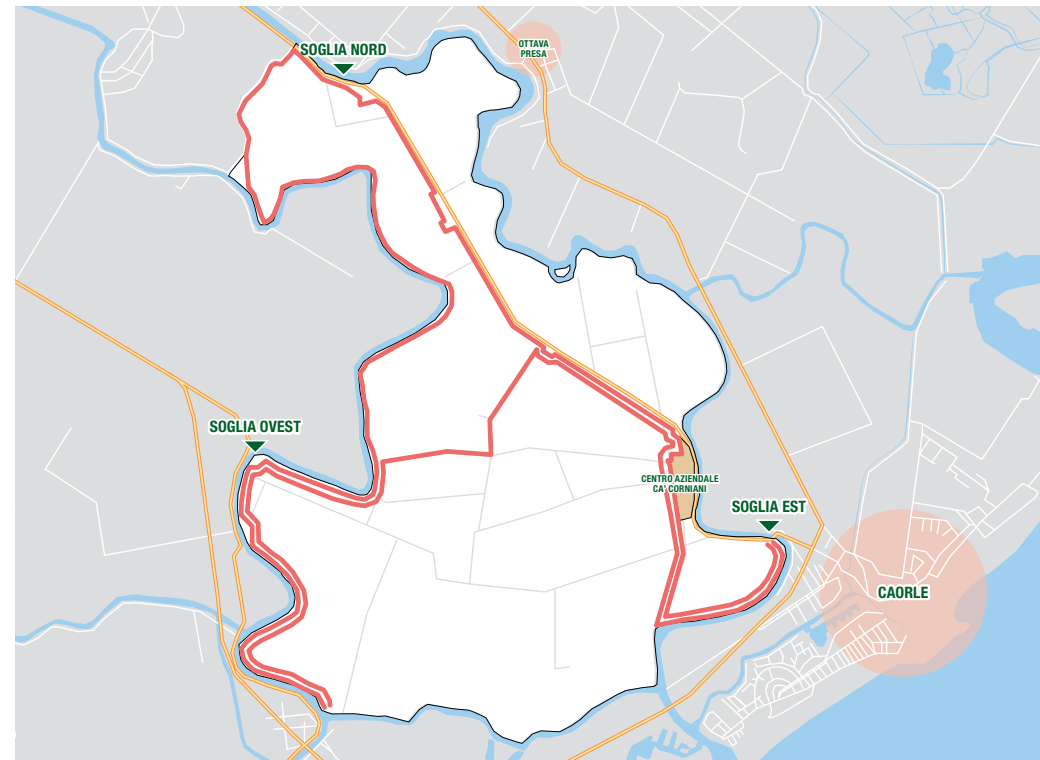 SOGLIA NORD
OTTAVA
PRESA
SOGLIA OVEST
CENTRO AZIENDALE
CA' CORNIANI
SOGLIA EST
CAORLE